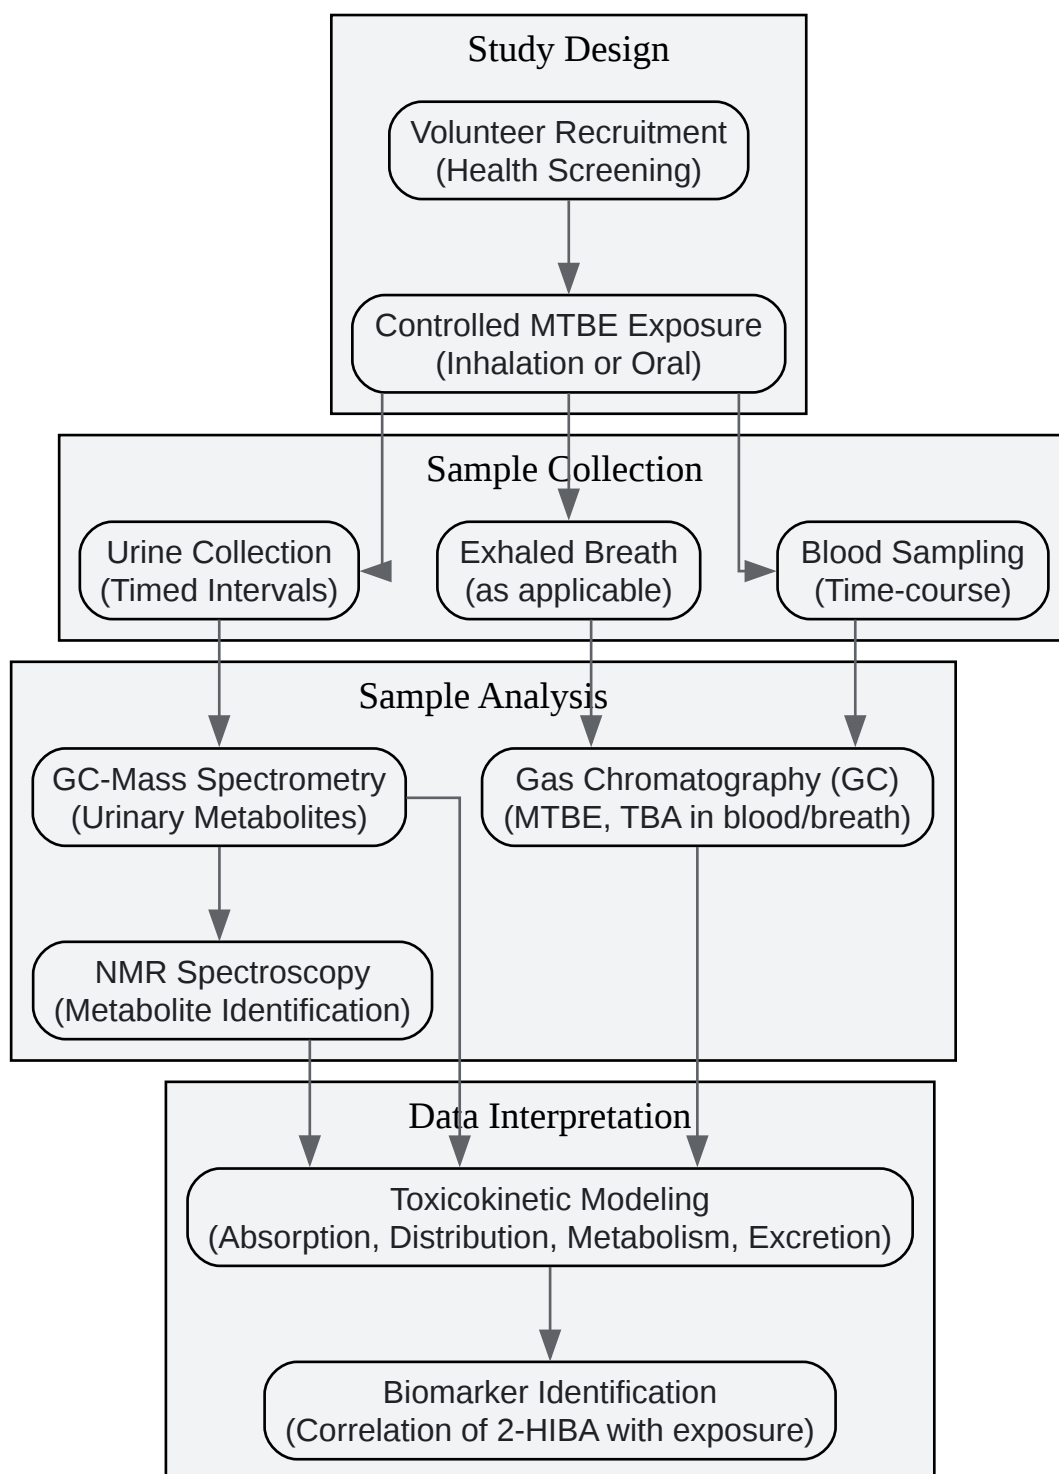 Study Design
Volunteer Recruitment
(Health Screening)
Controlled MTBE Exposure
(Inhalation or Oral)
Sample Collection
Urine Collection
(Timed Intervals)
Exhaled Breath
(as applicable)
Blood Sampling
(Time-course)
Sample Analysis
GC-Mass Spectrometry
(Urinary Metabolites)
Gas Chromatography (GC)
(MTBE, TBA in blood/breath)
NMR Spectroscopy
(Metabolite Identification)
Data Interpretation
Toxicokinetic Modeling
(Absorption, Distribution, Metabolism, Excretion)
Biomarker Identification
(Correlation of 2-HIBA with exposure)